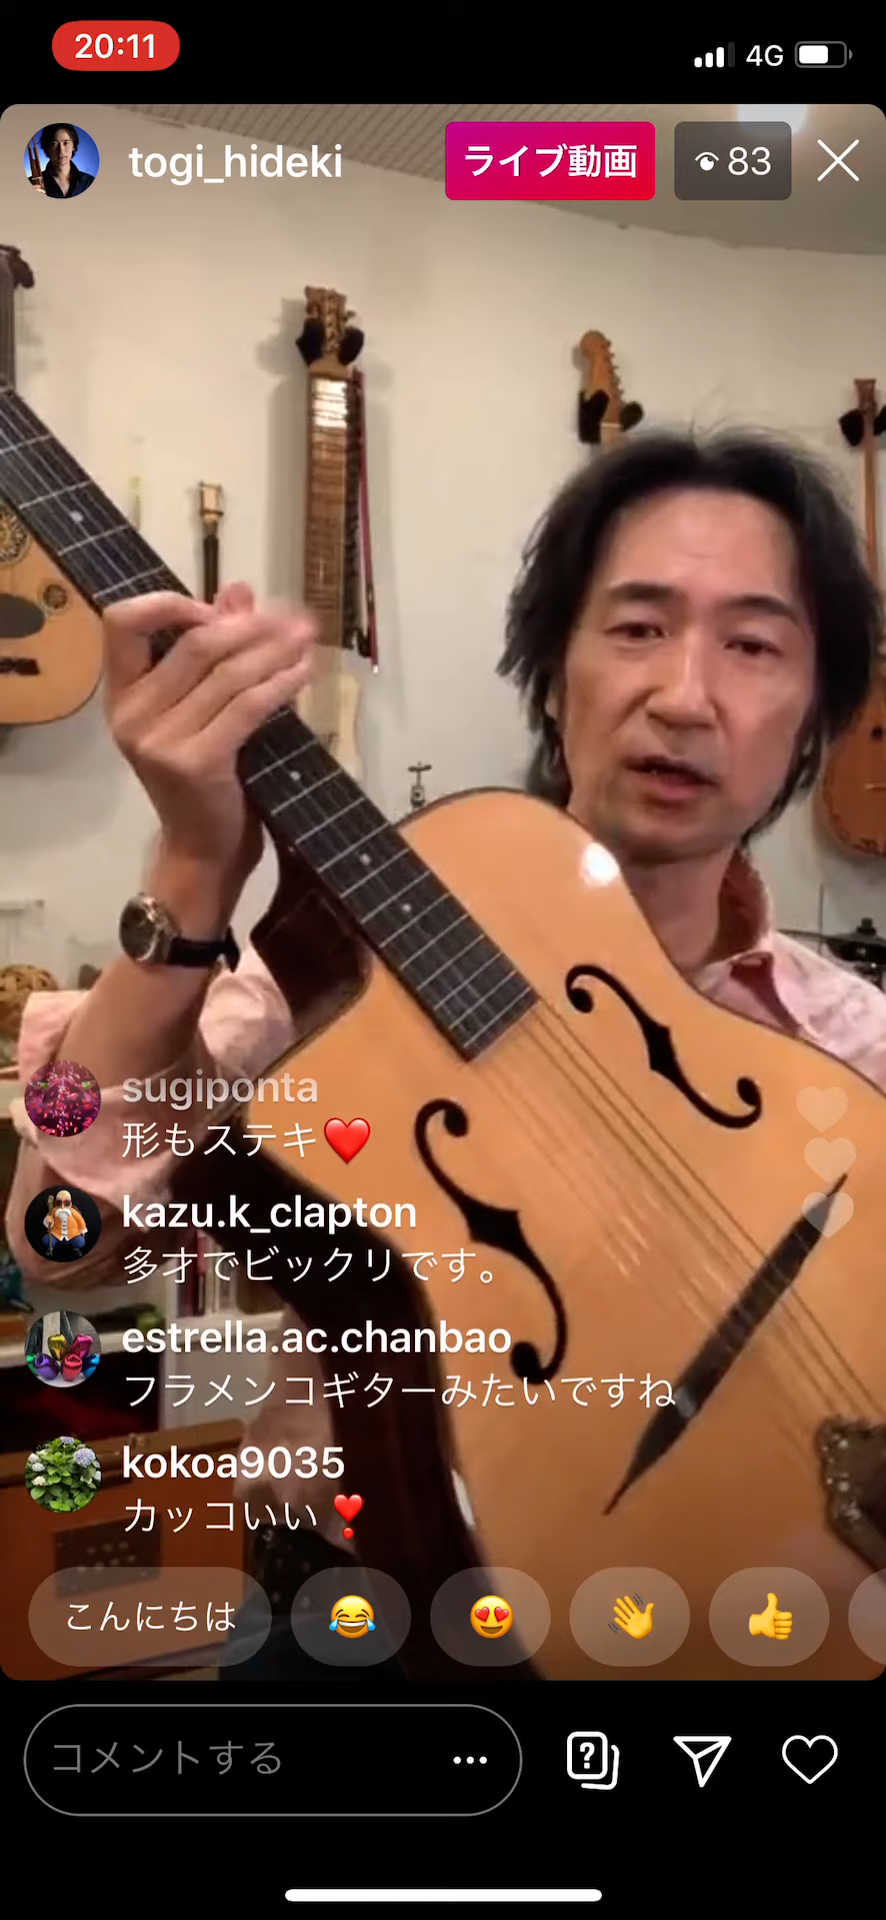 20:11
4G
togi_hideki
ライブ動画
83
sugiponta
形もステキ❤️
kazu.k_clapton
多才でビックリです。
estrella.ac.chanbao
フラメンコギターみたいですね
kokoa9035
カッコいい❣️
こんにちは
😂
😍
👋
👍
コメントする